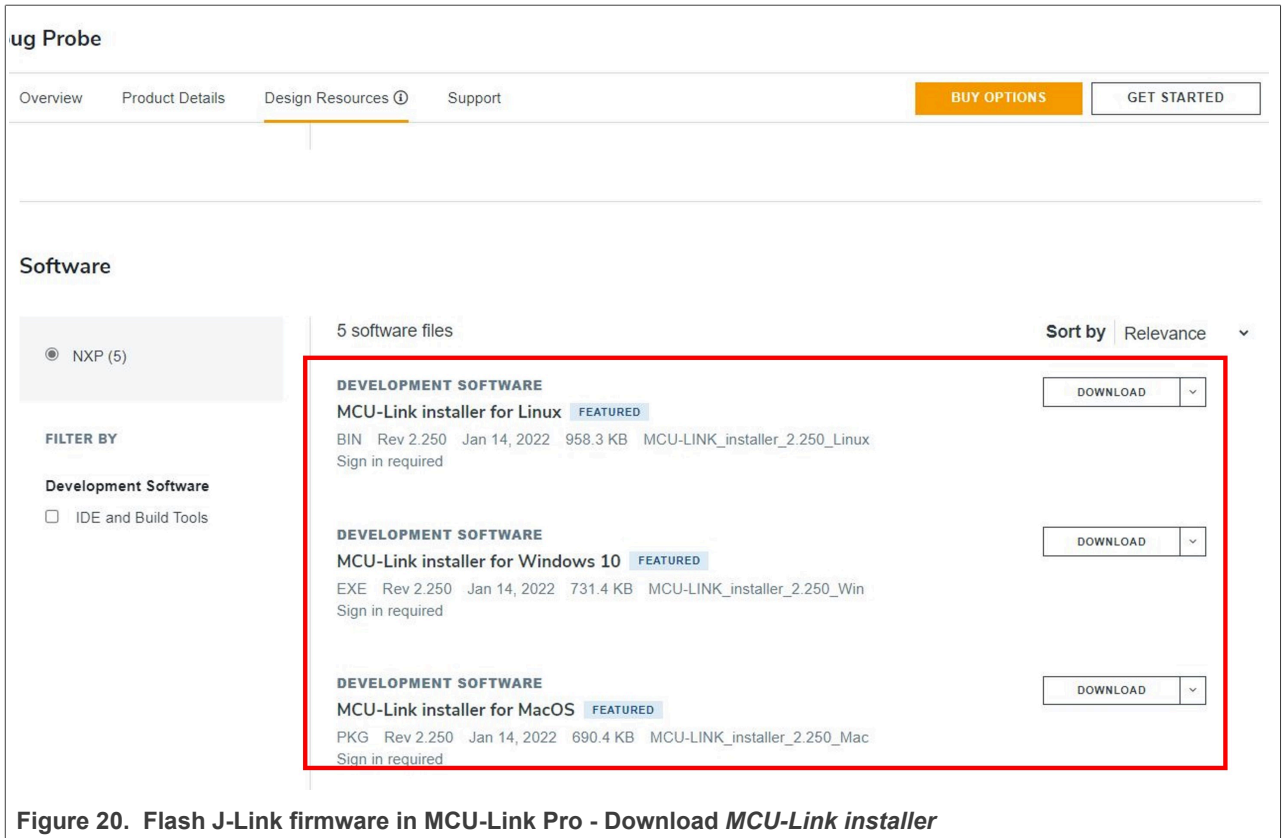 ug Probe
Overview Product Details Design Resources ⓘ Support BUY OPTIONS GET STARTED
Software
5 software files Sort by Relevance
NXP (5)
DEVELOPMENT SOFTWARE DOWNLOAD
MCU-Link installer for Linux FEATURED
FILTER BY BIN Rev 2.250 Jan 14, 2022 958.3 KB MCU-LINK_installer_2.250_Linux
Sign in required
Development Software
IDE and Build Tools
DEVELOPMENT SOFTWARE DOWNLOAD
MCU-Link installer for Windows 10 FEATURED
EXE Rev 2.250 Jan 14, 2022 731.4 KB MCU-LINK_installer_2.250_Win
Sign in required
DEVELOPMENT SOFTWARE DOWNLOAD
MCU-Link installer for MacOS FEATURED
PKG Rev 2.250 Jan 14, 2022 690.4 KB MCU-LINK_installer_2.250_Mac
Sign in required
Figure 20. Flash J-Link firmware in MCU-Link Pro - Download MCU-Link installer